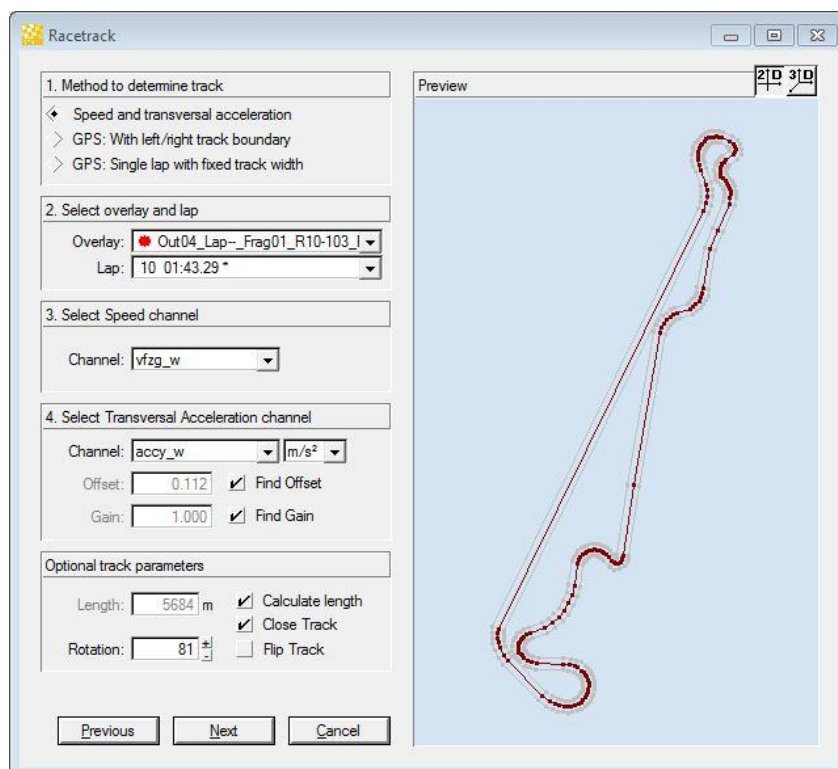 Racetrack
1. Method to determine track
Speed and transversal acceleration
GPS: With left/right track boundary
GPS: Single lap with fixed track width
2. Select overlay and lap
Overlay: Out04_Lap--_Frag01_R10-103_
Lap: 10 01:43.29 *
3. Select Speed channel
Channel: vfzg_w
4. Select Transversal Acceleration channel
Channel: accy_w m/s²
Offset: 0.112 Find Offset
Gain: 1.000 Find Gain
Optional track parameters
Length: 5684 m Calculate length
Close Track
Rotation: 81 + - Flip Track
Previous Next Cancel
Preview 2D 3D